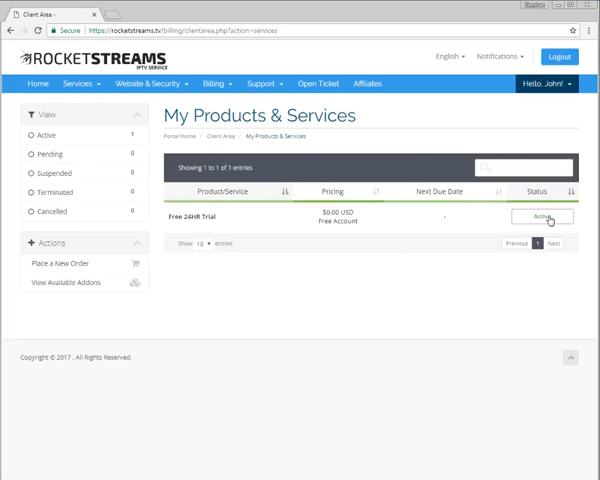 Client Area -
Secure https://rocketstreams.tv/billing/clientarea.php?action=services
ROCKETSTREAMS
IPTV SERVICE
English Notifications Logout
Home Services Website & Security Billing Support Open Ticket Affiliates Hello, John!
View
Active 1
Pending 0
Suspended 0
Terminated 0
Cancelled 0
Actions
Place a New Order
View Available Addons
My Products & Services
Portal Home / Client Area / My Products & Services
Showing 1 to 1 of 1 entries
Product/Service Pricing Next Due Date Status
Free 24HR Trial $0.00 USD - Active
Free Account
Show 10 entries Previous 1 Next
Copyright © 2017 . All Rights Reserved.